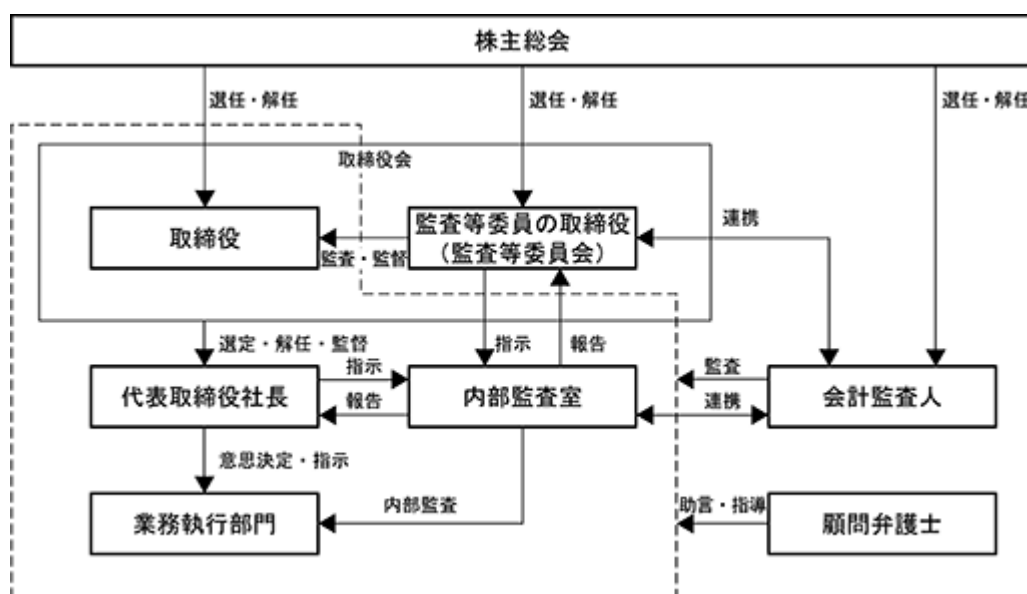 株主総会
選任・解任
選任・解任
選任・解任
取締役会
取締役
監査・監督
監査等委員の取締役
(監査等委員会)
連携
選定・解任・監督
指示
報告
代表取締役社長
指示
報告
内部監査室
監査
連携
会計監査人
意思決定・指示
業務執行部門
内部監査
助言・指導
顧問弁護士